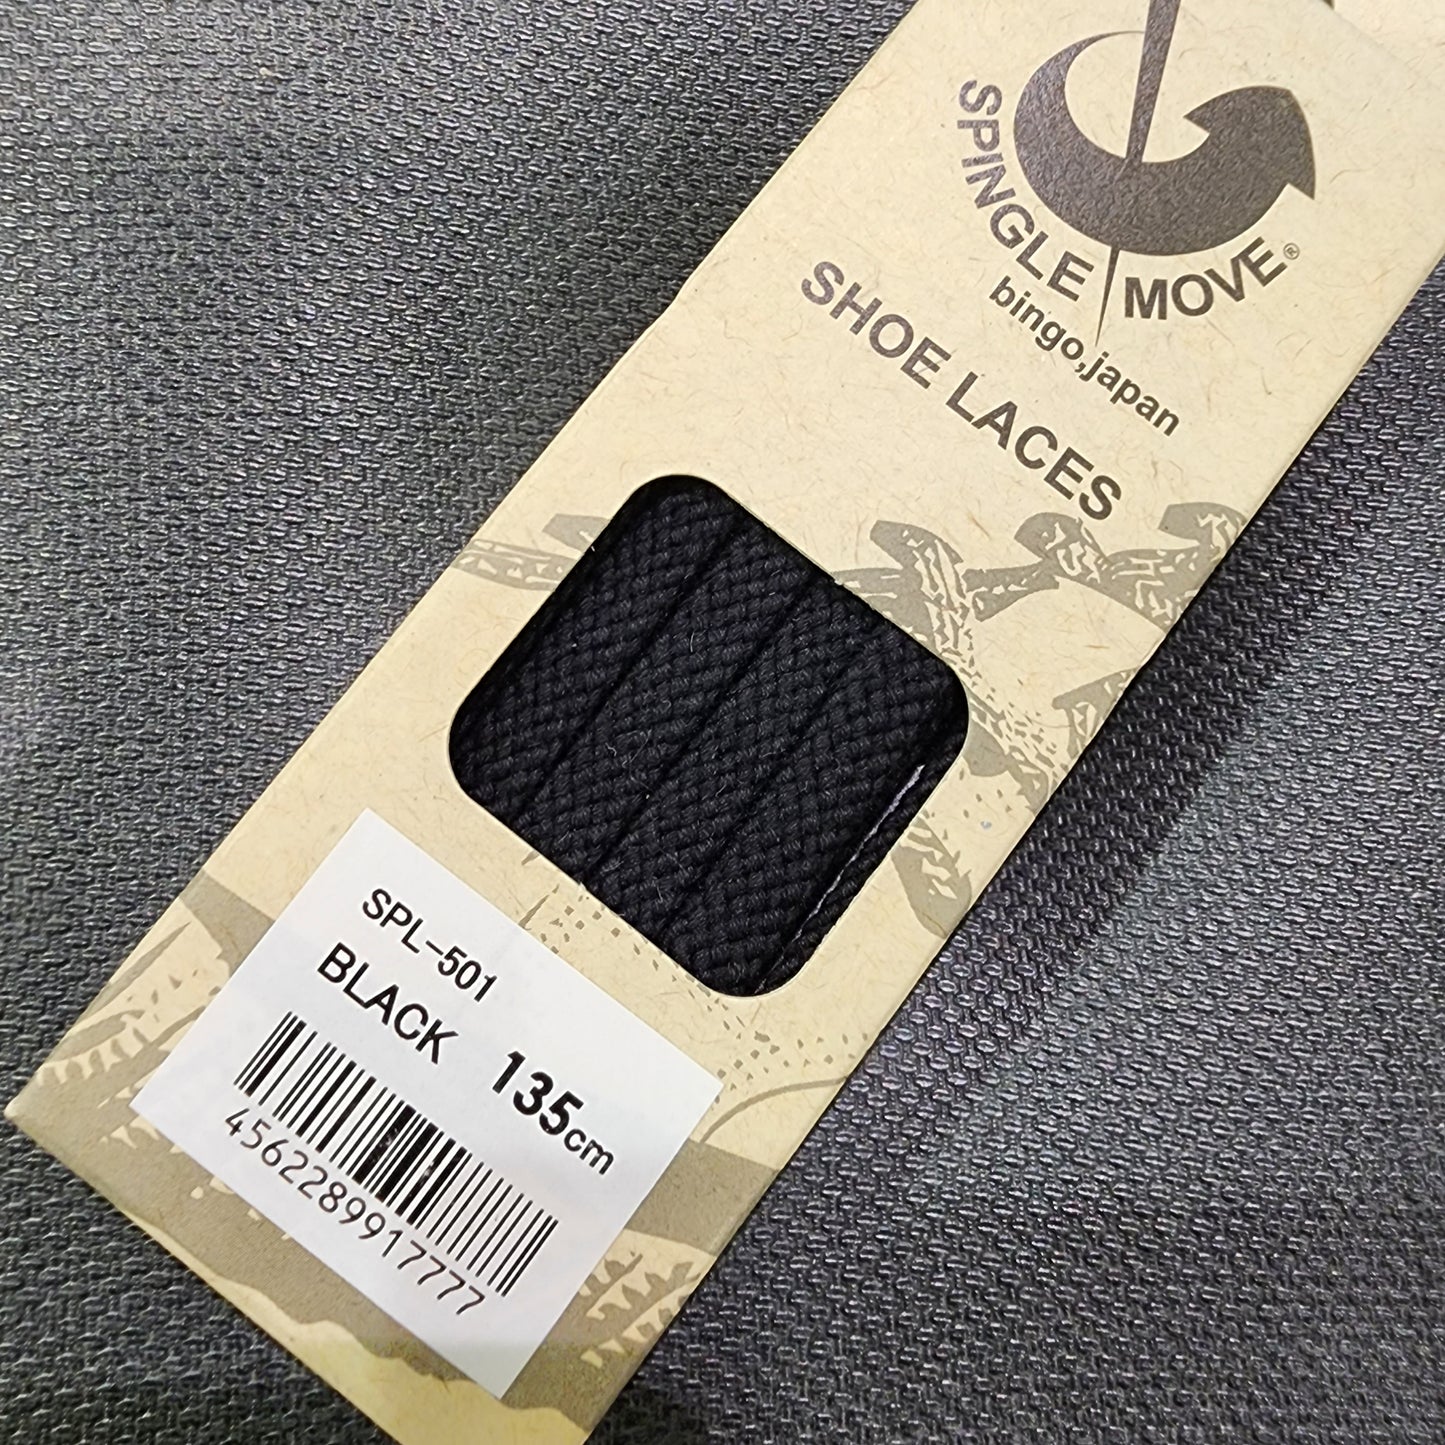 SPINGLE MOVE®
bingo,japan
SHOE LACES
SPL-501
BLACK 135cm
4562289917777